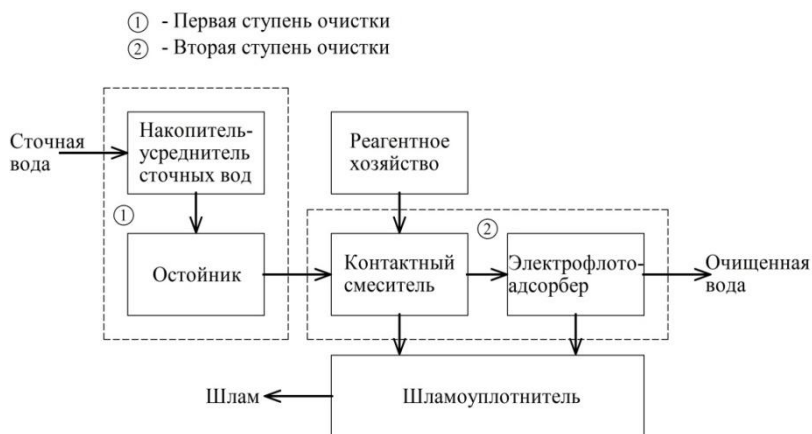 ① - Первая ступень очистки
② - Вторая ступень очистки
Сточная
вода
Накопитель-
усреднитель
сточных вод
Реагентное
хозяйство
①
②
Остойник
Контактный
смеситель
Электрофлото-
адсорбер
Очищенная
вода
Шлам
Шламоуплотнитель